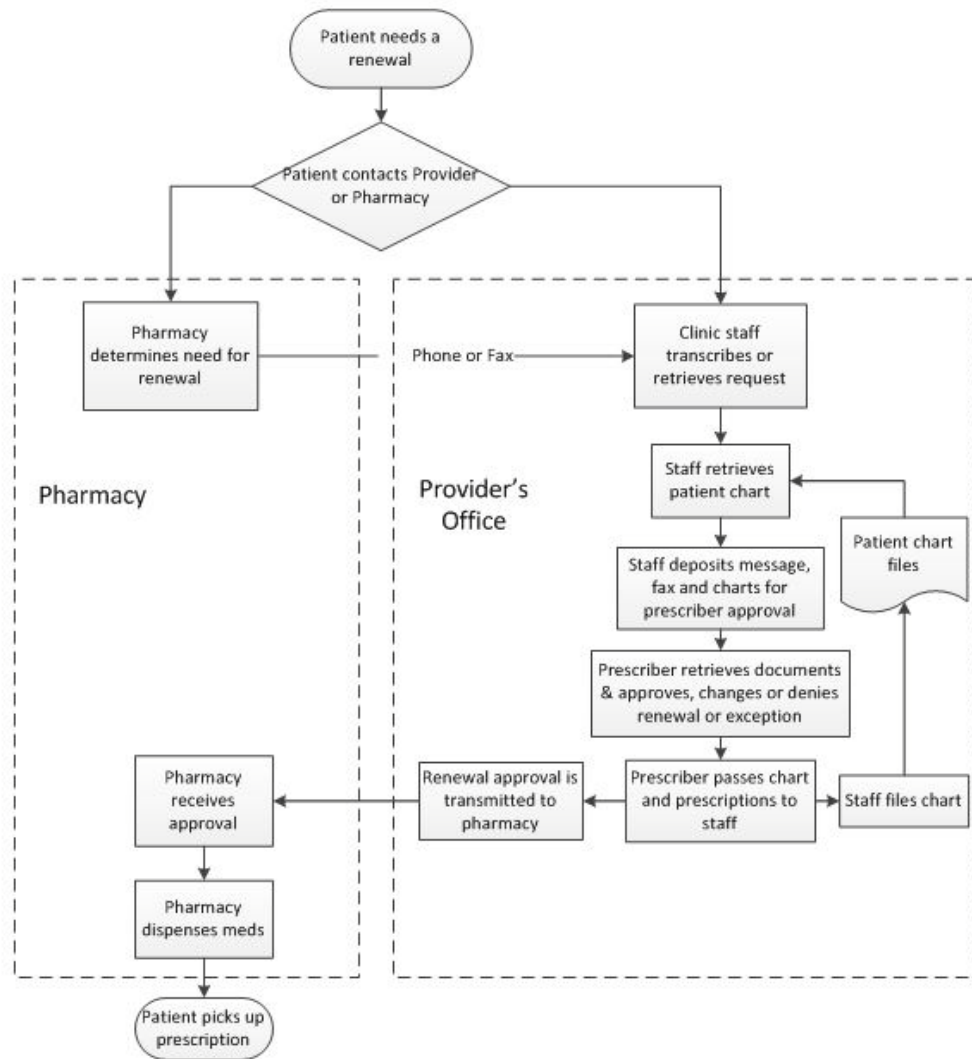 Patient needs a
renewal
Patient contacts Provider
or Pharmacy
Pharmacy
determines need for
renewal
Phone or Fax
Clinic staff
transcribes or
retrieves request
Pharmacy
Provider's
Office
Staff retrieves
patient chart
Patient chart
files
Staff deposits message,
fax and charts for
prescriber approval
Prescriber retrieves documents
& approves, changes or denies
renewal or exception
Pharmacy
receives
approval
Renewal approval is
transmitted to
pharmacy
Prescriber passes chart
and prescriptions to
staff
Staff files chart
Pharmacy
dispenses meds
Patient picks up
prescription